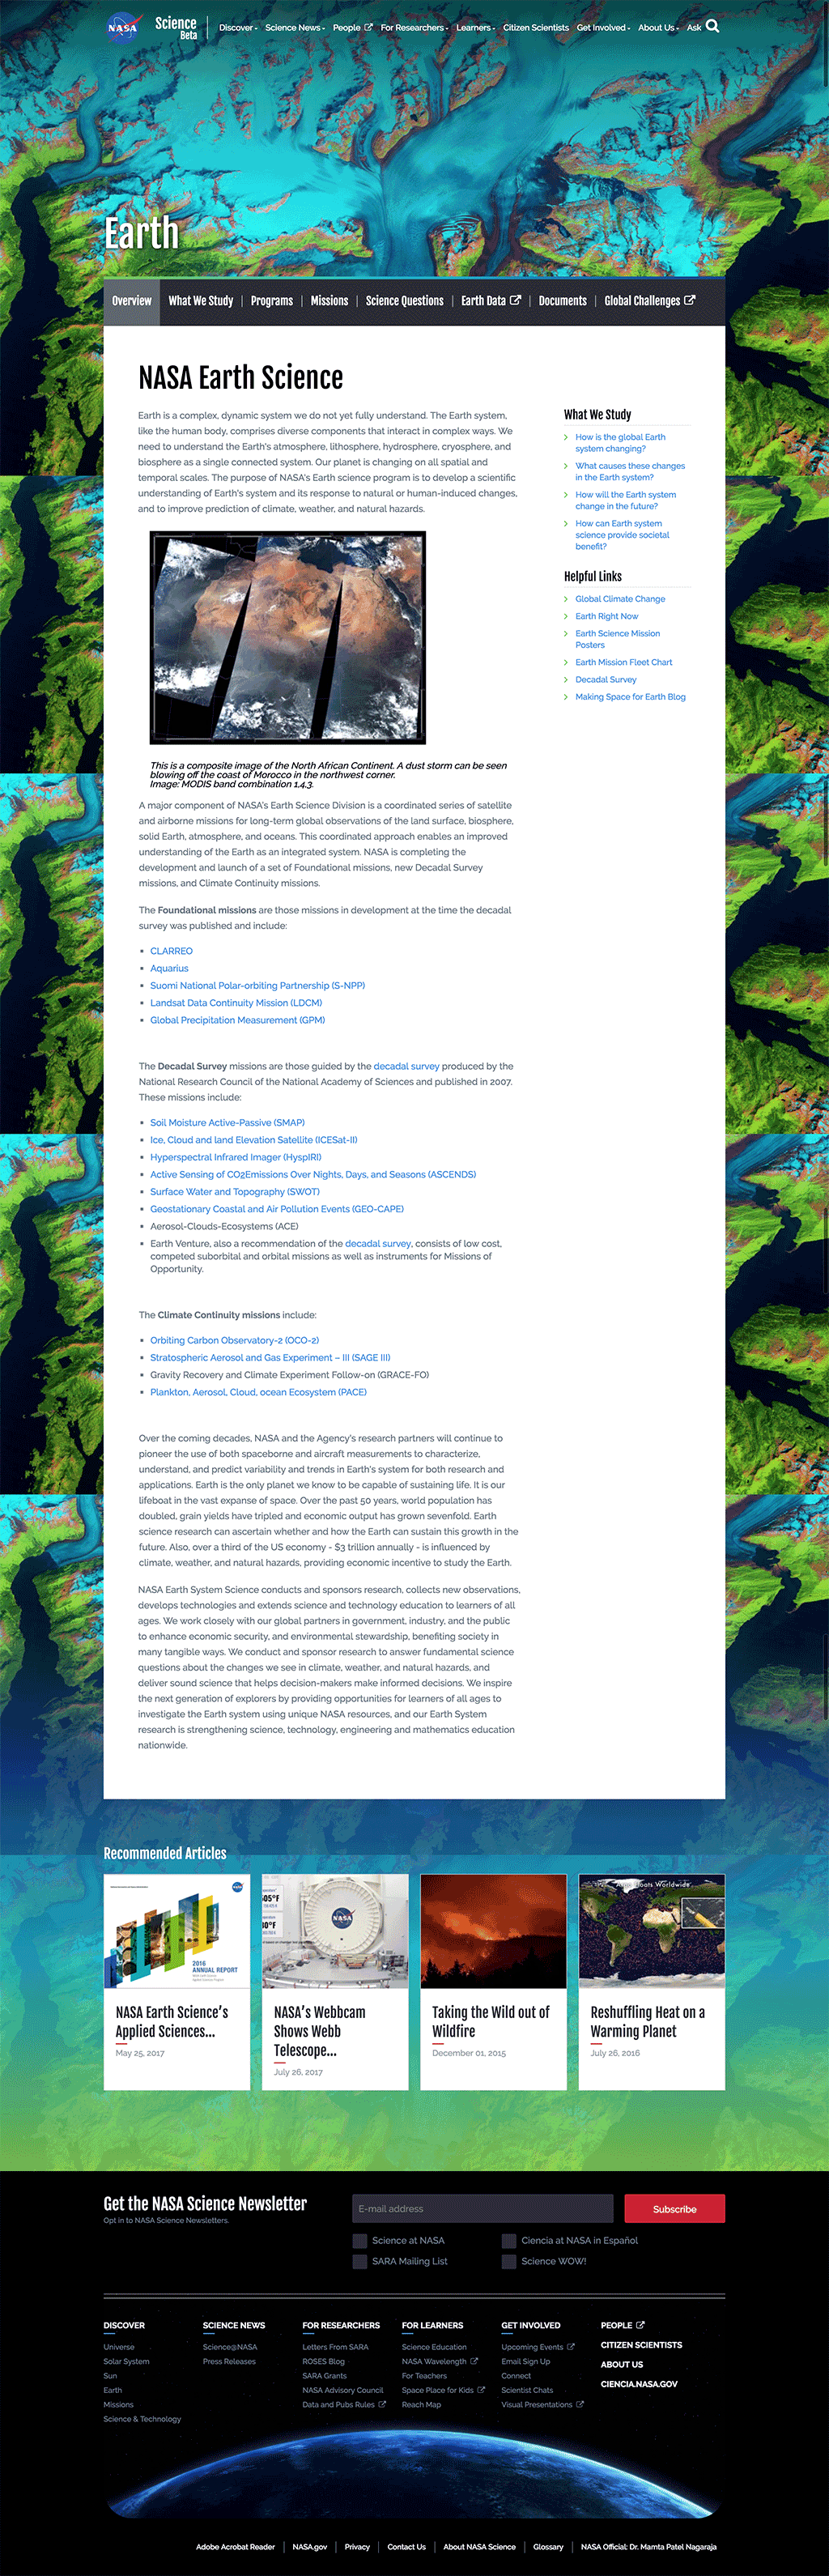 NASA
Science
Beta
Discover
Science News
People
For Researchers
Learners
Citizen Scientists
Get Involved
About Us
Ask
Earth
Overview
What We Study
Programs
Missions
Science Questions
Earth Data
Documents
Global Challenges
NASA Earth Science
Earth is a complex, dynamic system we do not yet fully understand. The Earth system,
like the human body, comprises diverse components that interact in complex ways. We
need to understand the Earth's atmosphere, lithosphere, hydrosphere, cryosphere, and
biosphere as a single connected system. Our planet is changing on all spatial and
temporal scales. The purpose of NASA's Earth science program is to develop a scientific
understanding of Earth's system and its response to natural or human-induced changes,
and to improve prediction of climate, weather, and natural hazards.
This is a composite image of the North African Continent. A dust storm can be seen
blowing off the coast of Morocco in the northwest corner.
Image: MODIS band combination 1,4,3.
A major component of NASA's Earth Science Division is a coordinated series of satellite
and airborne missions for long-term global observations of the land surface, biosphere,
solid Earth, atmosphere, and oceans. This coordinated approach enables an improved
understanding of the Earth as an integrated system. NASA is completing the
development and launch of a set of Foundational missions, new Decadal Survey
missions, and Climate Continuity missions.
The Foundational missions are those missions in development at the time the decadal
survey was published and include:
CLARREO
Aquarius
Suomi National Polar-orbiting Partnership (S-NPP)
Landsat Data Continuity Mission (LDCM)
Global Precipitation Measurement (GPM)
The Decadal Survey missions are those guided by the decadal survey produced by the
National Research Council of the National Academy of Sciences and published in 2007.
These missions include:
Soil Moisture Active-Passive (SMAP)
Ice, Cloud and land Elevation Satellite (ICESat-II)
Hyperspectral Infrared Imager (HyspIRI)
Active Sensing of CO2Emissions Over Nights, Days, and Seasons (ASCENDS)
Surface Water and Topography (SWOT)
Geostationary Coastal and Air Pollution Events (GEO-CAPE)
Aerosol-Clouds-Ecosystems (ACE)
Earth Venture, also a recommendation of the decadal survey, consists of low cost,
competed suborbital and orbital missions as well as instruments for Missions of
Opportunity.
The Climate Continuity missions include:
Orbiting Carbon Observatory-2 (OCO-2)
Stratospheric Aerosol and Gas Experiment – III (SAGE III)
Gravity Recovery and Climate Experiment Follow-on (GRACE-FO)
Plankton, Aerosol, Cloud, ocean Ecosystem (PACE)
Over the coming decades, NASA and the Agency's research partners will continue to
pioneer the use of both spaceborne and aircraft measurements to characterize,
understand, and predict variability and trends in Earth's system for both research and
applications. Earth is the only planet we know to be capable of sustaining life. It is our
lifeboat in the vast expanse of space. Over the past 50 years, world population has
doubled, grain yields have tripled and economic output has grown sevenfold. Earth
science research can ascertain whether and how the Earth can sustain this growth in the
future. Also, over a third of the US economy - $3 trillion annually - is influenced by
climate, weather, and natural hazards, providing economic incentive to study the Earth.
NASA Earth System Science conducts and sponsors research, collects new observations,
develops technologies and extends science and technology education to learners of all
ages. We work closely with our global partners in government, industry, and the public
to enhance economic security, and environmental stewardship, benefiting society in
many tangible ways. We conduct and sponsor research to answer fundamental science
questions about the changes we see in climate, weather, and natural hazards, and
deliver sound science that helps decision-makers make informed decisions. We inspire
the next generation of explorers by providing opportunities for learners of all ages to
investigate the Earth system using unique NASA resources, and our Earth System
research is strengthening science, technology, engineering and mathematics education
nationwide.
What We Study
How is the global Earth
system changing?
What causes these changes
in the Earth system?
How will the Earth system
change in the future?
How can Earth system
science provide societal
benefit?
Helpful Links
Global Climate Change
Earth Right Now
Earth Science Mission
Posters
Earth Mission Fleet Chart
Decadal Survey
Making Space for Earth Blog
Recommended Articles
2016
ANNUAL REPORT
NASA Earth Science's
Applied Sciences...
May 25, 2017
NASA
NASA's Webbcam
Shows Webb
Telescope...
July 26, 2017
Taking the Wild out of
Wildfire
December 01, 2015
Floats Worldwide
Reshuffling Heat on a
Warming Planet
July 26, 2016
Get the NASA Science Newsletter
Opt in to NASA Science Newsletters.
E-mail address
Subscribe
Science at NASA
Ciencia at NASA in Español
SARA Mailing List
Science WOW!
DISCOVER
Universe
Solar System
Sun
Earth
Missions
Science & Technology
SCIENCE NEWS
Science@NASA
Press Releases
FOR RESEARCHERS
Letters From SARA
ROSES Blog
SARA Grants
NASA Advisory Council
Data and Pubs Rules
FOR LEARNERS
Science Education
NASA Wavelength
For Teachers
Space Place for Kids
Reach Map
GET INVOLVED
Upcoming Events
Email Sign Up
Connect
Scientist Chats
Visual Presentations
PEOPLE
CITIZEN SCIENTISTS
ABOUT US
CIENCIA.NASA.GOV
Adobe Acrobat Reader
NASA.gov
Privacy
Contact Us
About NASA Science
Glossary
NASA Official: Dr. Mamta Patel Nagaraja